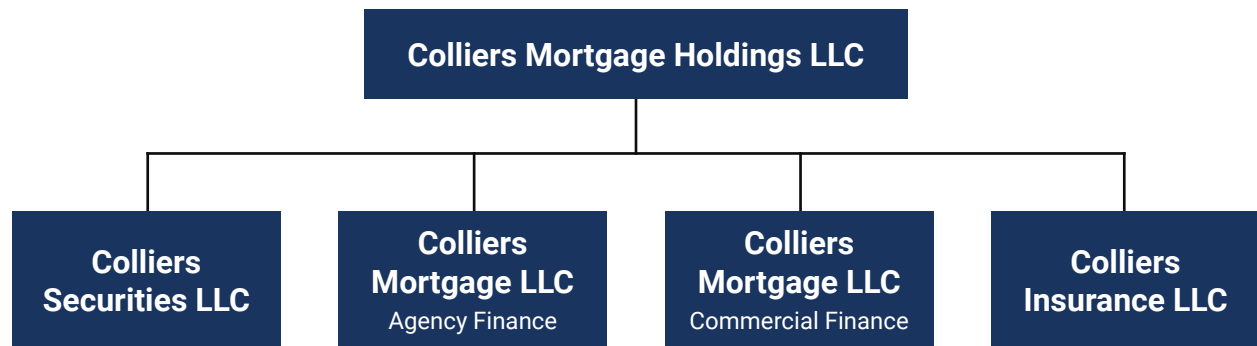 Colliers Mortgage Holdings LLC
Colliers
Securities LLC
Colliers
Mortgage LLC
Agency Finance
Colliers
Mortgage LLC
Commercial Finance
Colliers
Insurance LLC